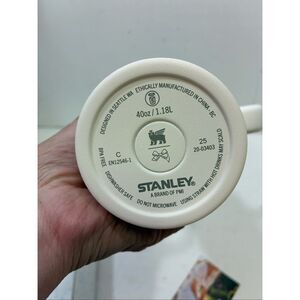 DESIGNED IN SEATTLE WA ETHICALLY MANUFACTURED IN CHINA · BC
40oz / 1.18L
C
EN12546-1
25
20-03403
STANLEY
A BRAND OF PMI
BPA FREE DISHWASHER SAFE DO NOT MICROWAVE USING STRAW WITH HOT DRINKS MAY SCALD